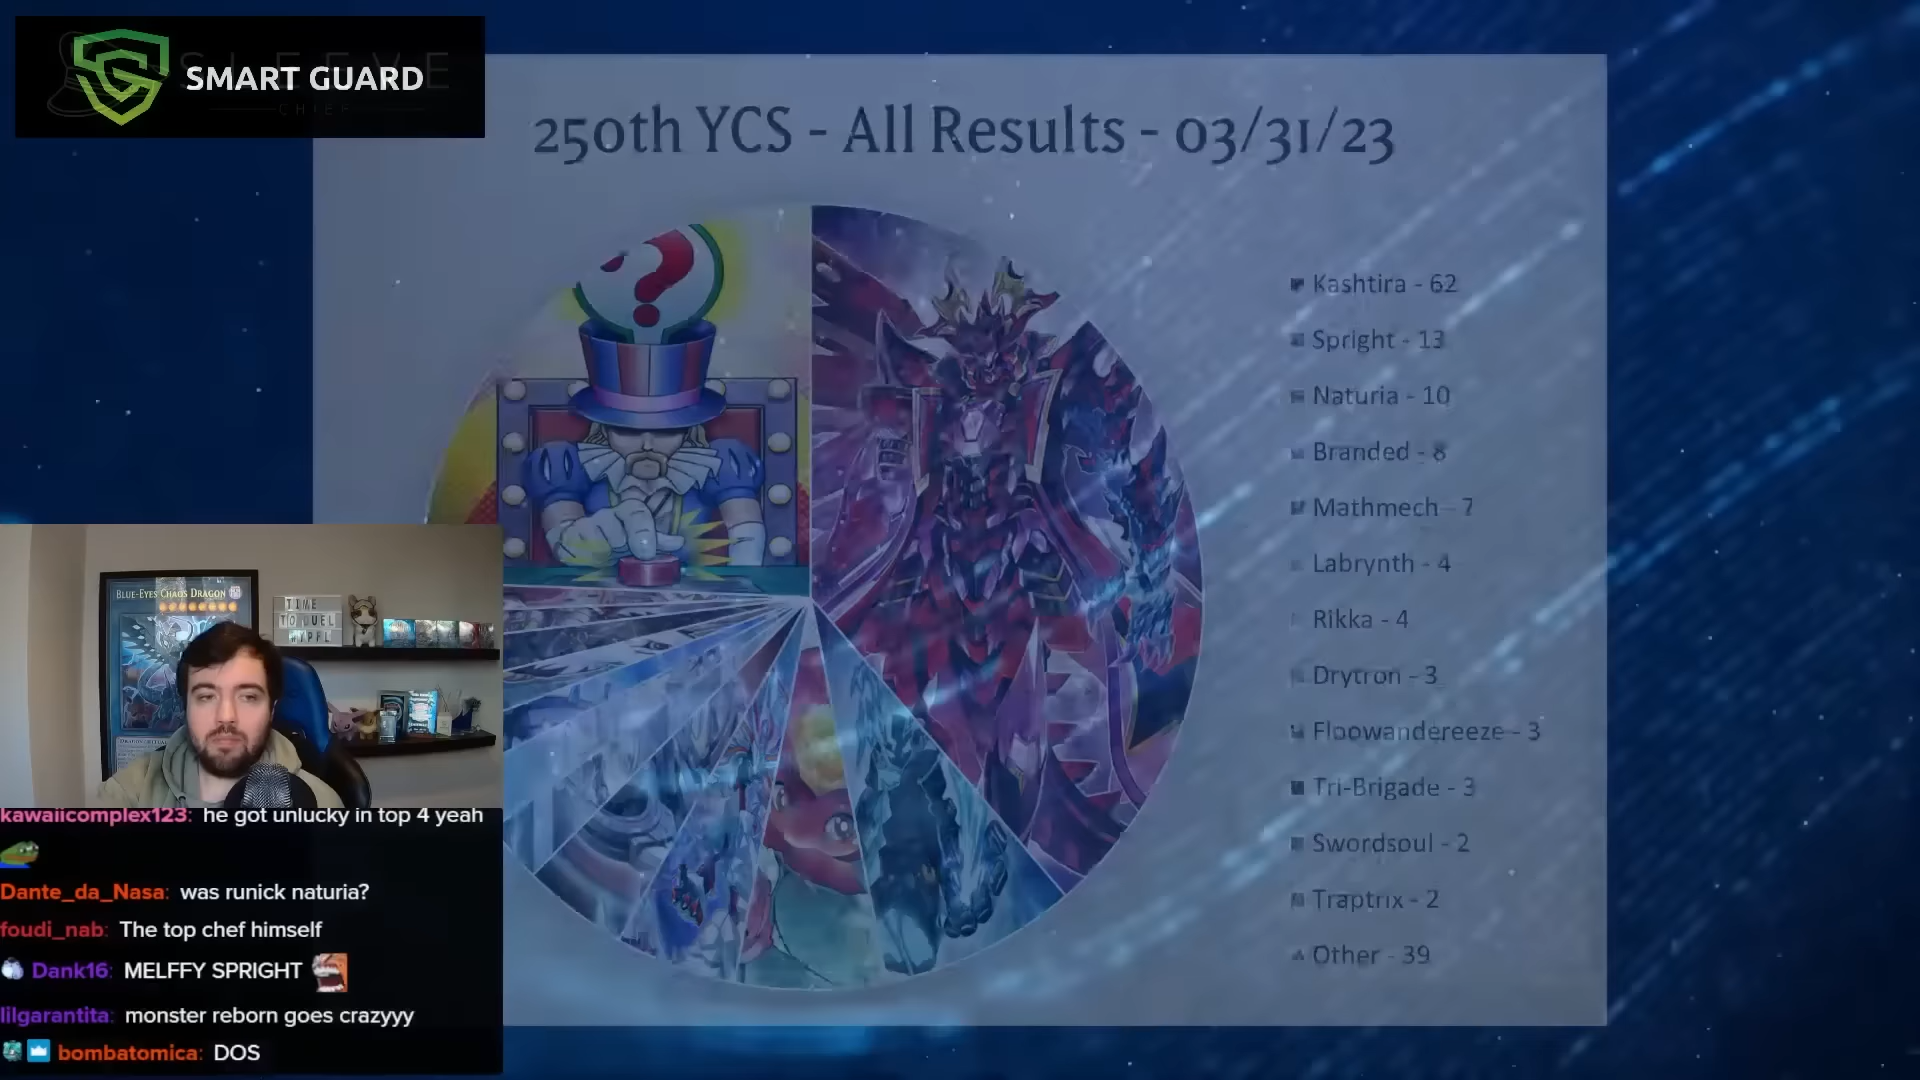 SLEEVE
CHIEF
SMART GUARD
250th YCS - All Results - 03/31/23
Kashtira - 62
Spright - 13
Naturia - 10
Branded - 8
Mathmech - 7
Labrynth - 4
Rikka - 4
Drytron - 3
Floowandereeze - 3
Tri-Brigade - 3
Swordsoul - 2
Traptrix - 2
Other - 39
?
BLUE-EYES CHAOS DRAGON
TIME
TO DUEL
kawaiicomplex123: he got unlucky in top 4 yeah
Dante_da_Nasa: was runick naturia?
foudi_nab: The top chef himself
Dank16: MELFFY SPRIGHT
lilgarantita: monster reborn goes crazyyy
bombatomica: DOS